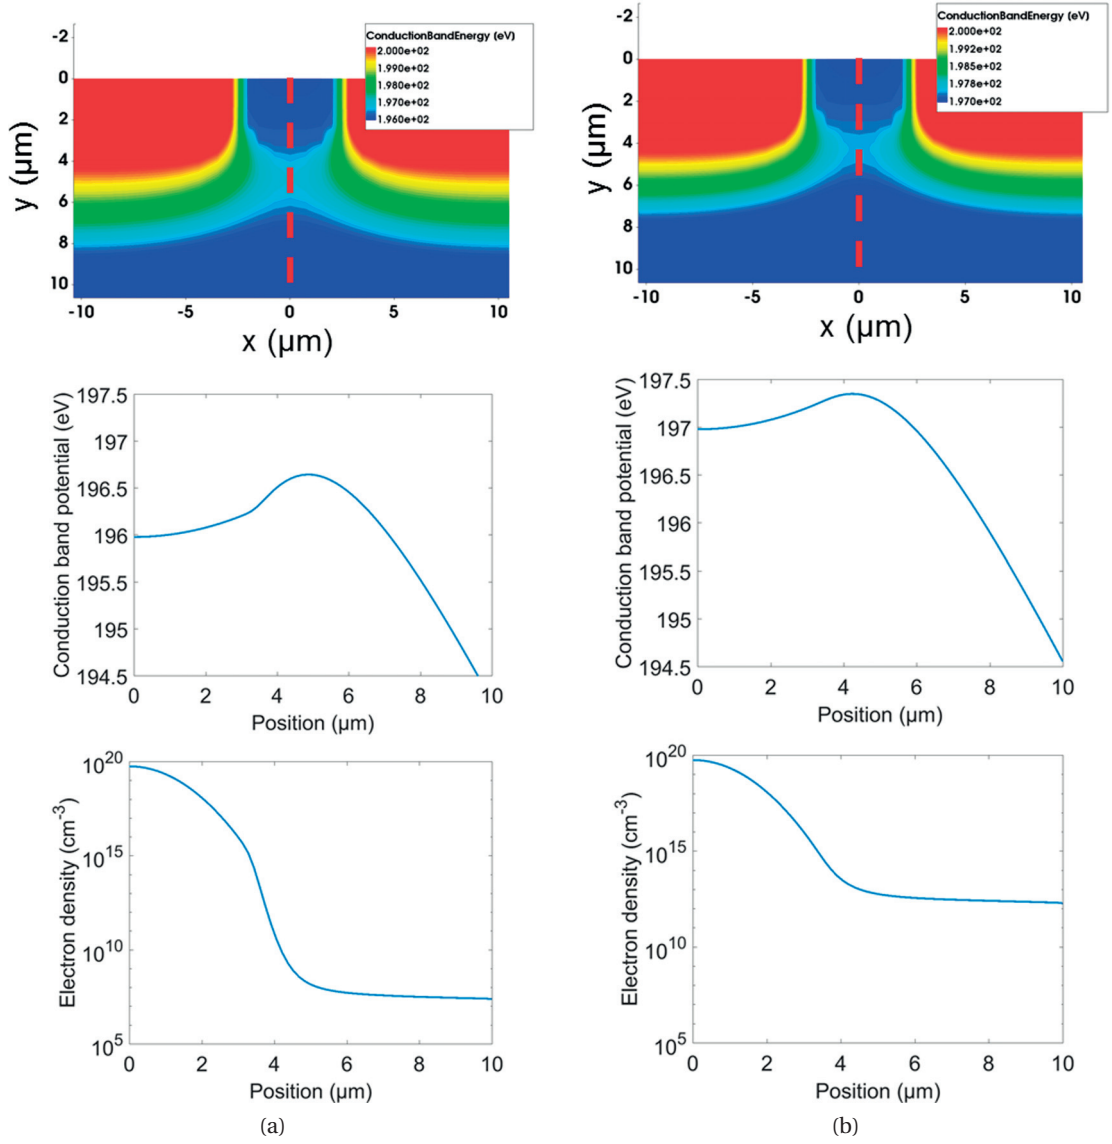 ConductionBandEnergy (eV)
2.000e+02
1.990e+02
1.980e+02
1.970e+02
1.960e+02
-2
0
2
4
6
8
10
y (µm)
-10
-5
0
5
10
x (µm)
ConductionBandEnergy (eV)
2.000e+02
1.992e+02
1.985e+02
1.978e+02
1.970e+02
-2
0
2
4
6
8
10
y (µm)
-10
-5
0
5
10
x (µm)
197.5
197
196.5
196
195.5
195
194.5
Conduction band potential (eV)
0 2 4 6 8 10
Position (µm)
197.5
197
196.5
196
195.5
195
194.5
Conduction band potential (eV)
0 2 4 6 8 10
Position (µm)
10^20
10^15
10^10
10^5
Electron density (cm^-3)
0 2 4 6 8 10
Position (µm)
(a)
10^20
10^15
10^10
10^5
Electron density (cm^-3)
0 2 4 6 8 10
Position (µm)
(b)